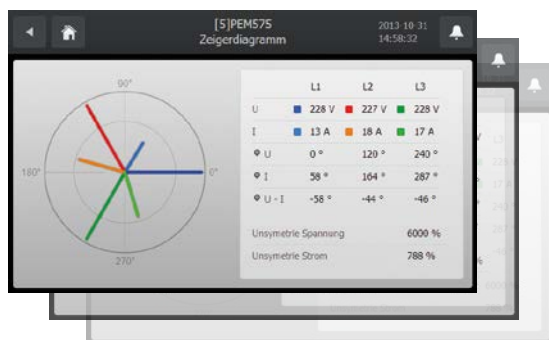 [5]PEM575
Zeigerdiagramm
2013-10-31
14:58:32
90°
180°
0°
270°
L1 L2 L3
U 228 V 227 V 228 V
I 13 A 18 A 17 A
φ U 0 ° 120 ° 240 °
φ I 58 ° 164 ° 287 °
φ U - I -58 ° -44 ° -46 °
Unsymetrie Spannung 6000 %
Unsymetrie Strom 788 %